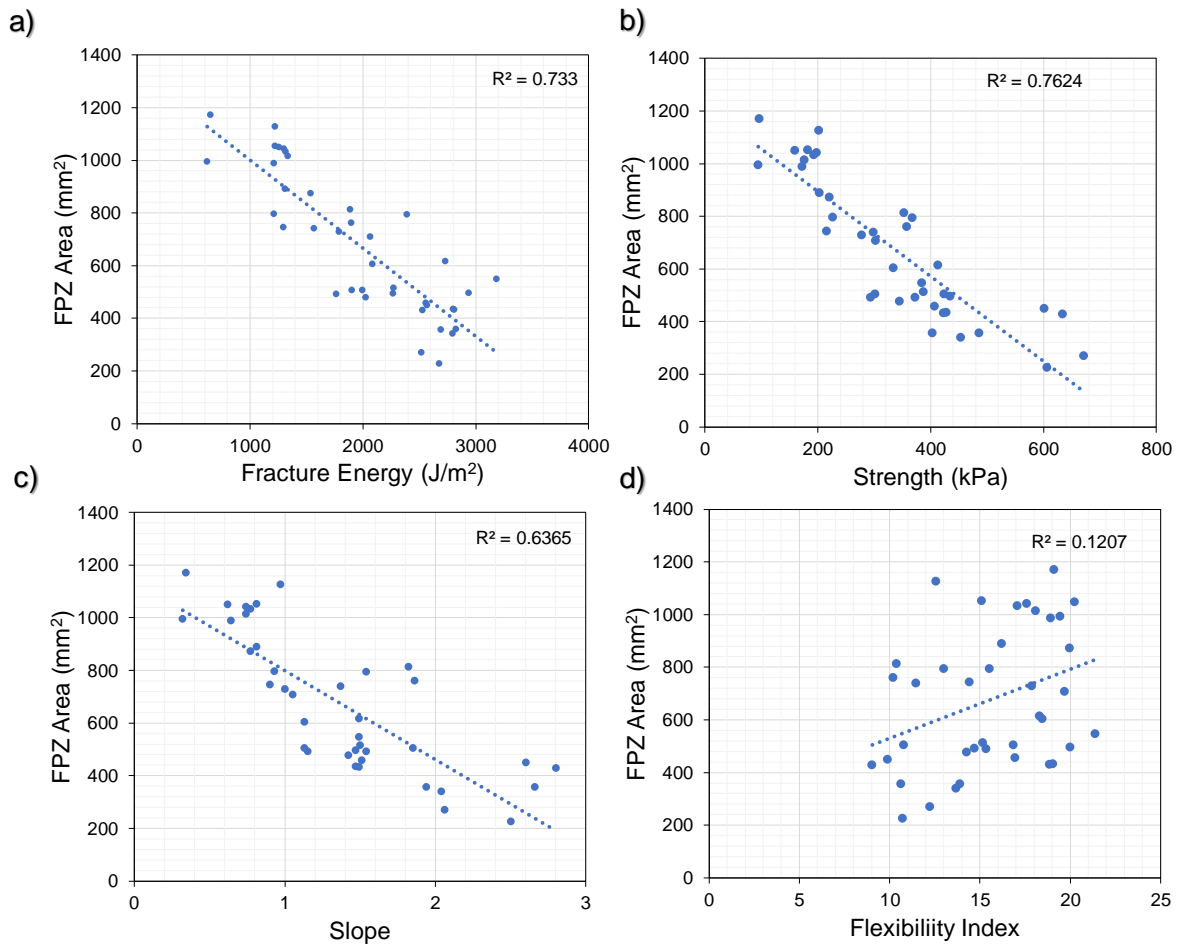 a)
1400
1200
1000
800
600
400
200
0
0 1000 2000 3000 4000
FPZ Area (mm²)
Fracture Energy (J/m²)
R² = 0.733
b)
1400
1200
1000
800
600
400
200
0
0 200 400 600 800
FPZ Area (mm²)
Strength (kPa)
R² = 0.7624
c)
1400
1200
1000
800
600
400
200
0
0 1 2 3
FPZ Area (mm²)
Slope
R² = 0.6365
d)
1400
1200
1000
800
600
400
200
0
0 5 10 15 20 25
FPZ Area (mm²)
Flexibiliity Index
R² = 0.1207